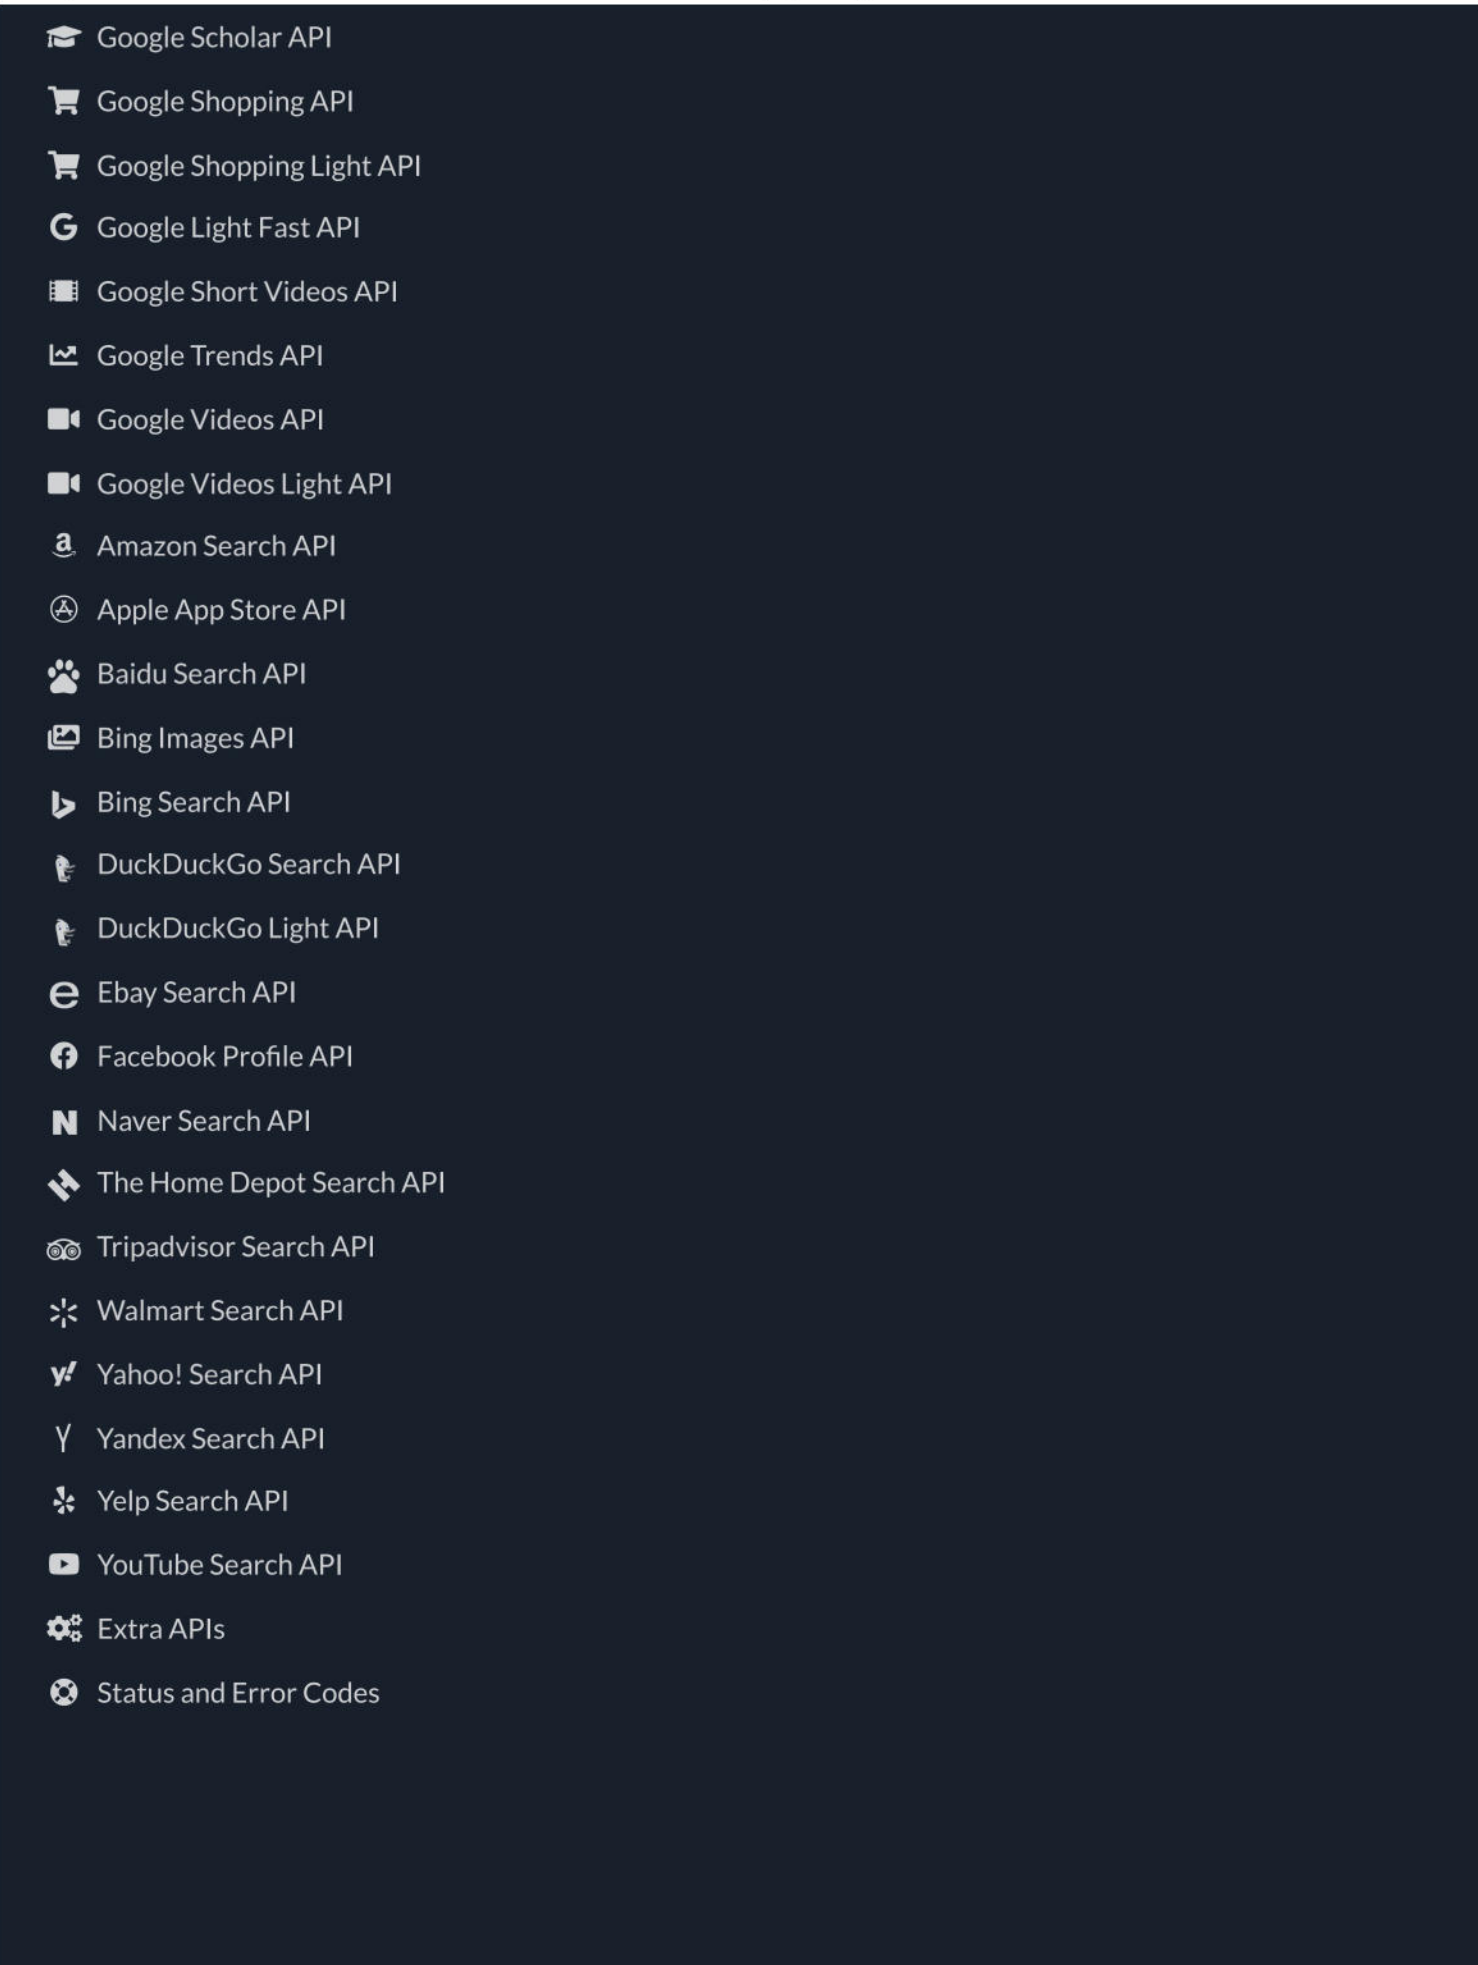 Google Scholar API
Google Shopping API
Google Shopping Light API
Google Light Fast API
Google Short Videos API
Google Trends API
Google Videos API
Google Videos Light API
Amazon Search API
Apple App Store API
Baidu Search API
Bing Images API
Bing Search API
DuckDuckGo Search API
DuckDuckGo Light API
Ebay Search API
Facebook Profile API
Naver Search API
The Home Depot Search API
Tripadvisor Search API
Walmart Search API
Yahoo! Search API
Yandex Search API
Yelp Search API
YouTube Search API
Extra APIs
Status and Error Codes